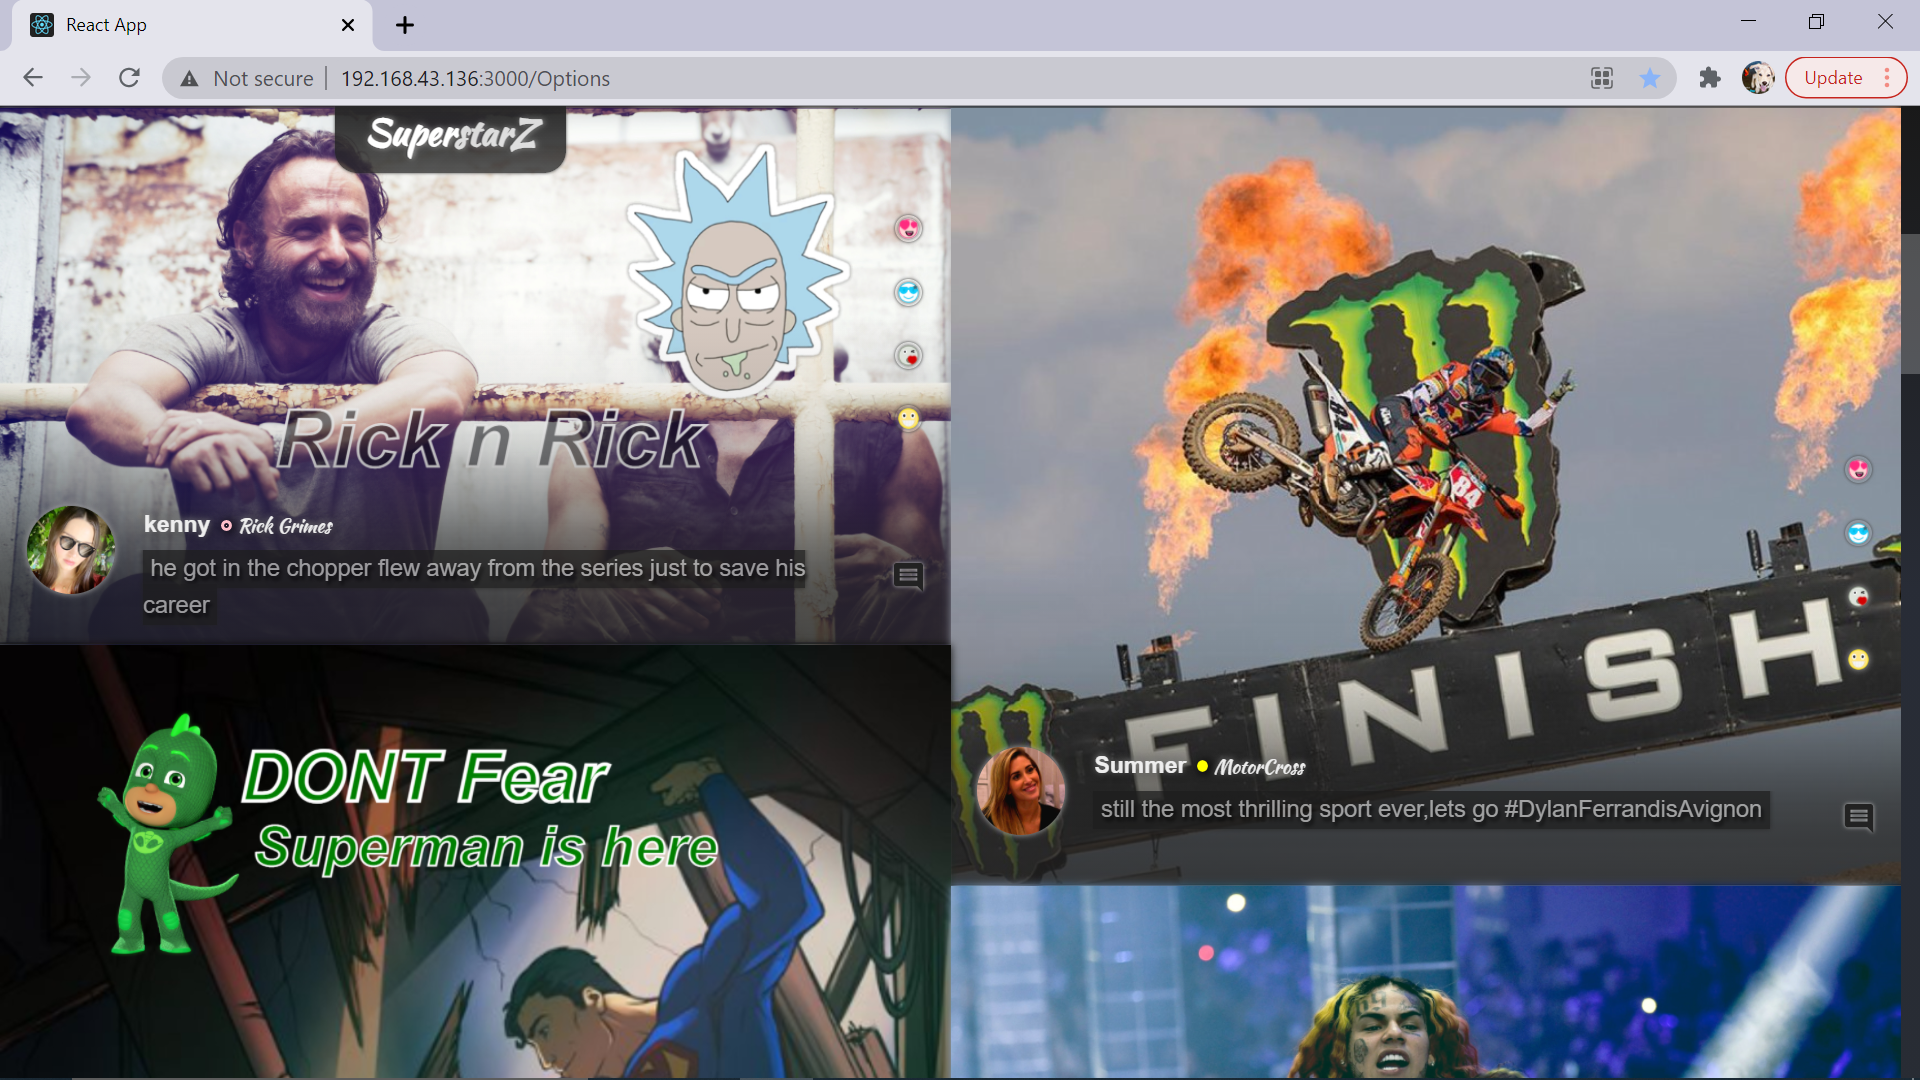 React App
Not secure
192.168.43.136:3000/Options
Update
SuperstarZ
Rick n Rick
kenny Rick Grimes
he got in the chopper flew away from the series just to save his
career
DONT Fear
Superman is here
84
84
FINISH
Summer MotorCross
still the most thrilling sport ever,lets go #DylanFerrandisAvignon